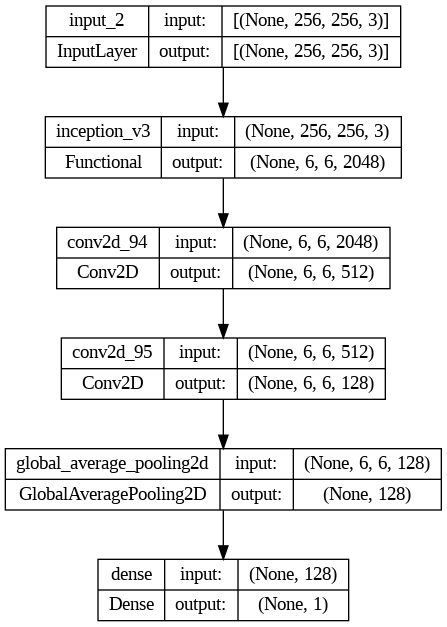 input_2 input: [(None, 256, 256, 3)]
InputLayer output: [(None, 256, 256, 3)]
inception_v3 input: (None, 256, 256, 3)
Functional output: (None, 6, 6, 2048)
conv2d_94 input: (None, 6, 6, 2048)
Conv2D output: (None, 6, 6, 512)
conv2d_95 input: (None, 6, 6, 512)
Conv2D output: (None, 6, 6, 128)
global_average_pooling2d input: (None, 6, 6, 128)
GlobalAveragePooling2D output: (None, 128)
dense input: (None, 128)
Dense output: (None, 1)